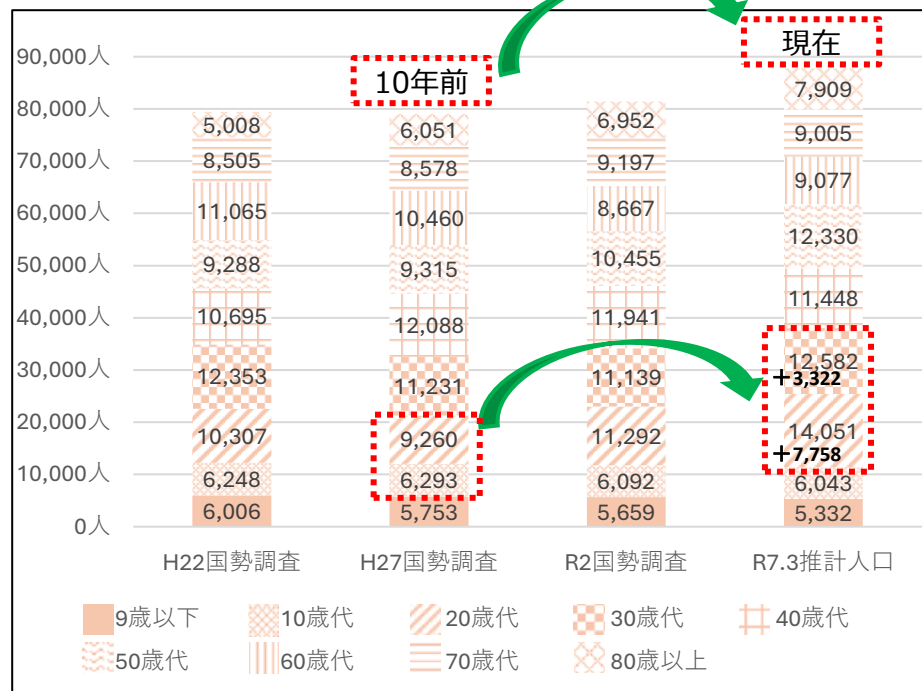 現在
10年前
90,000人
80,000人
70,000人
60,000人
50,000人
40,000人
30,000人
20,000人
10,000人
0人
5,008
8,505
11,065
9,288
10,695
12,353
10,307
6,248
6,006
6,051
8,578
10,460
9,315
12,088
11,231
9,260
6,293
5,753
6,952
9,197
8,667
10,455
11,941
11,139
11,292
6,092
5,659
7,909
9,005
9,077
12,330
11,448
12,582
+3,322
14,051
+7,758
6,043
5,332
H22国勢調査 H27国勢調査 R2国勢調査 R7.3推計人口
9歳以下 10歳代 20歳代 30歳代 40歳代
50歳代 60歳代 70歳代 80歳以上